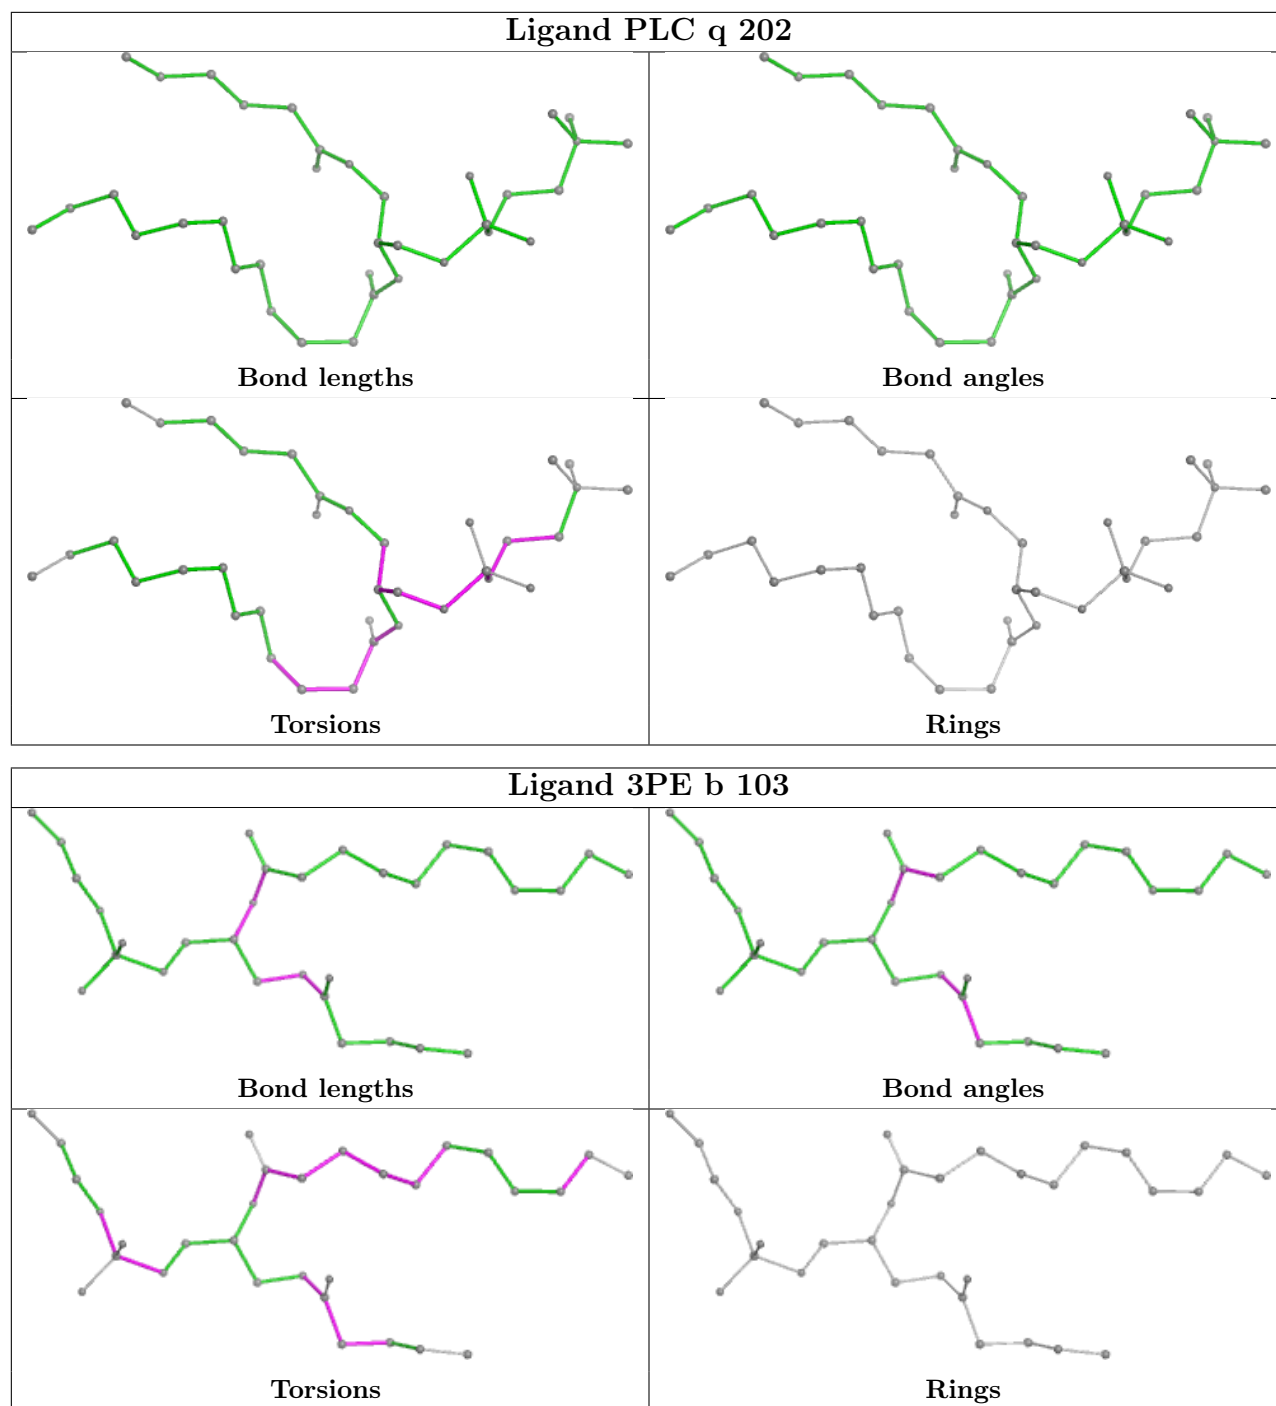 Ligand PLC q 202
Bond lengths
Bond angles
Torsions
Rings
Ligand 3PE b 103
Bond lengths
Bond angles
Torsions
Rings